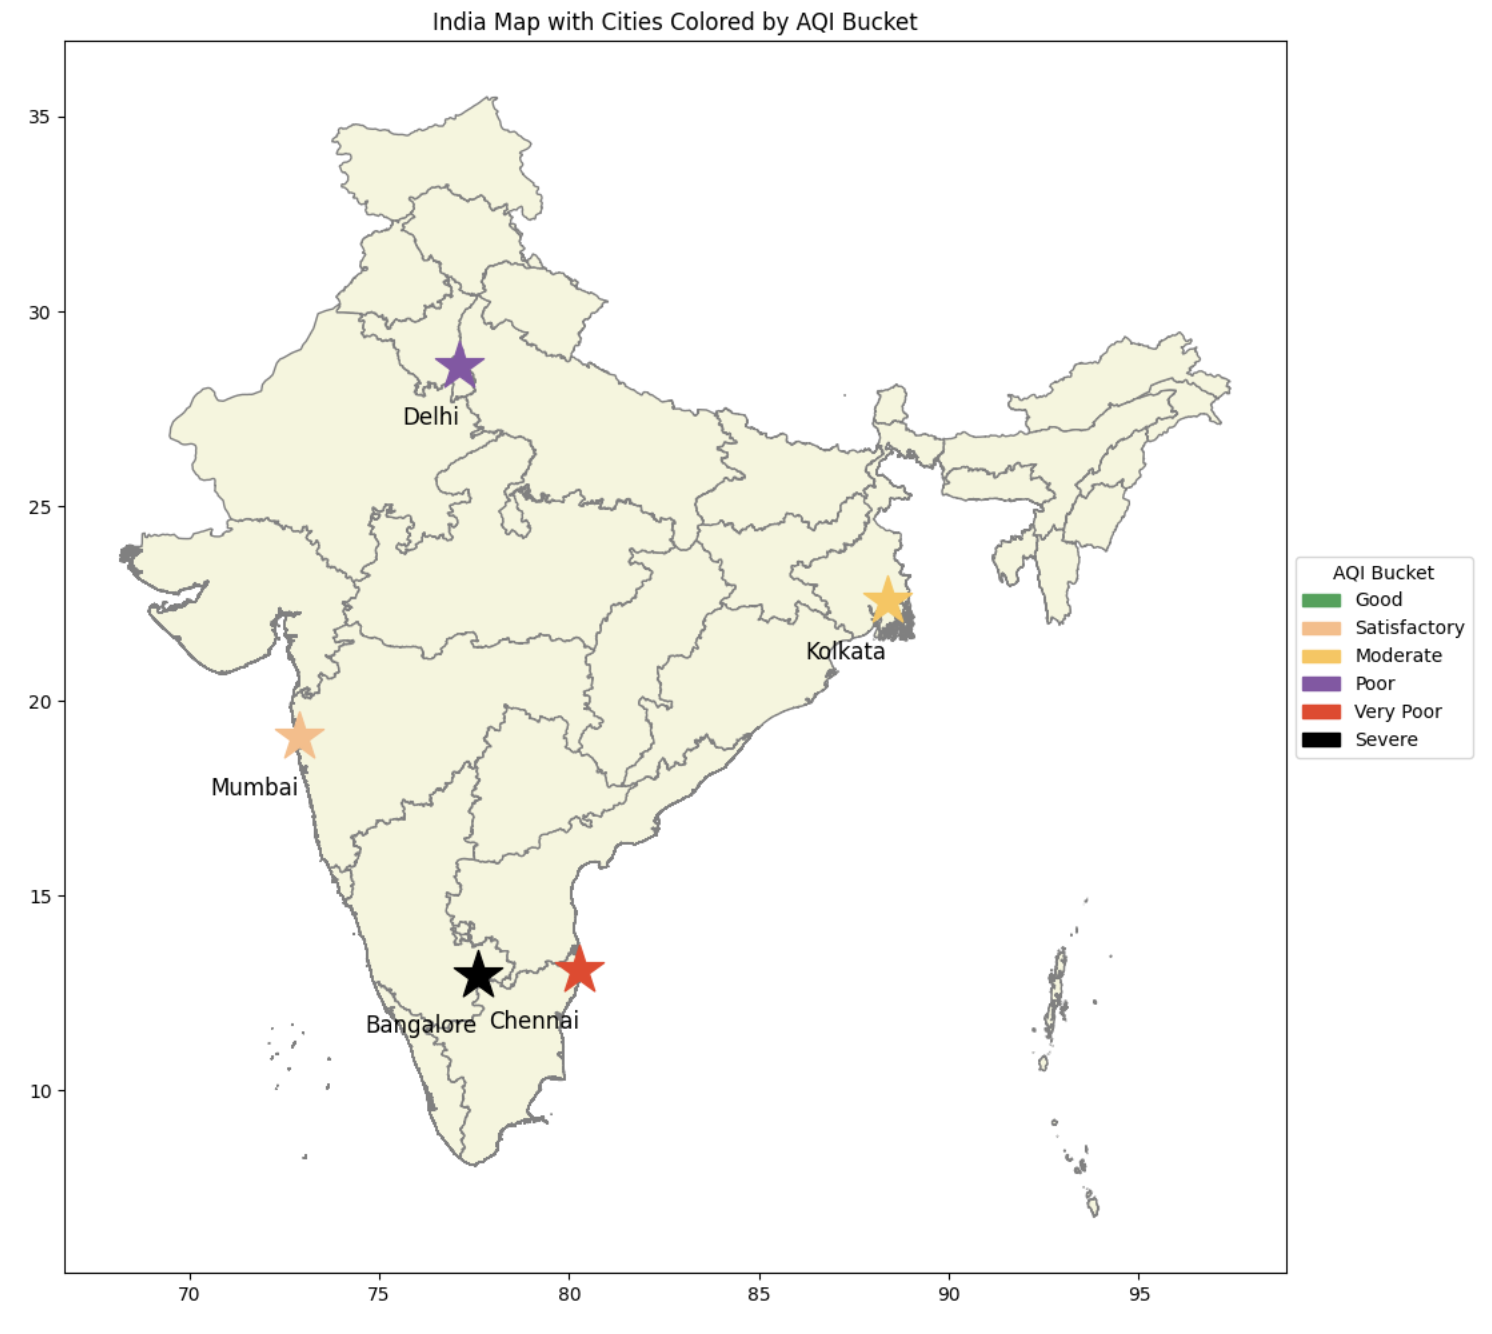 India Map with Cities Colored by AQI Bucket
35
30
25
20
15
10
Delhi
Kolkata
Mumbai
Bangalore
Chennai
AQI Bucket
Good
Satisfactory
Moderate
Poor
Very Poor
Severe
70
75
80
85
90
95